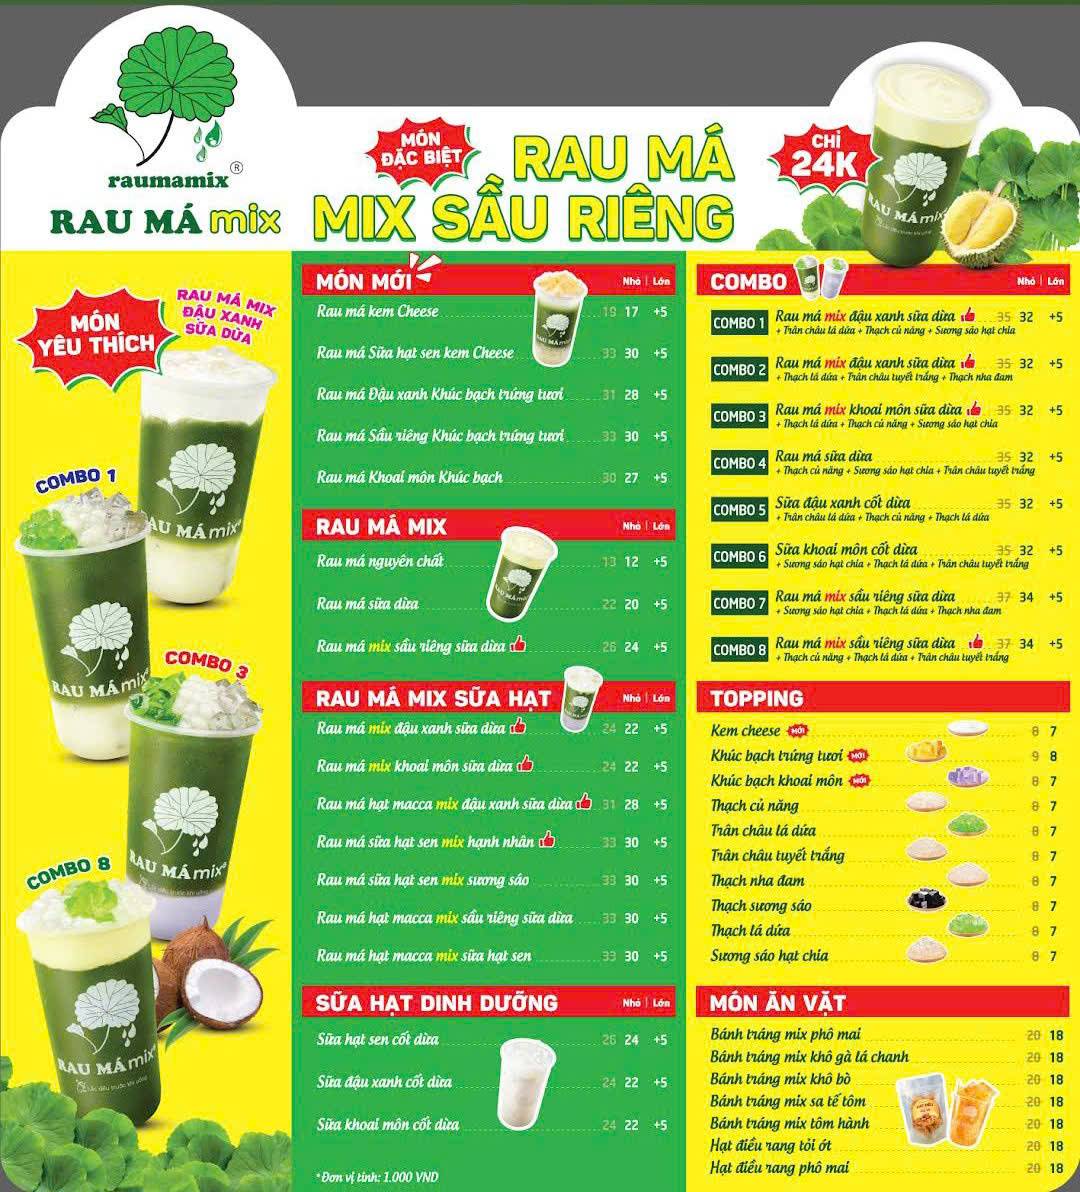 raumamix ®
RAU MÁ mix
MÓN
ĐẶC BIỆT
RAU MÁ
MIX SẦU RIÊNG
CHỈ
24K
MÓN
YÊU THÍCH
RAU MÁ MIX
ĐẬU XANH
SỮA DỪA
COMBO 1
COMBO 3
COMBO 8
MÓN MỚI Nhỏ | Lớn
Rau má kem Cheese 19 17 +5
Rau má Sữa hạt sen kem Cheese 33 30 +5
Rau má Đậu xanh Khúc bạch trứng tươi 31 28 +5
Rau má Sầu riêng Khúc bạch trứng tươi 33 30 +5
Rau má Khoai môn Khúc bạch 30 27 +5
RAU MÁ MIX Nhỏ | Lớn
Rau má nguyên chất 13 12 +5
Rau má sữa dừa 22 20 +5
Rau má mix sầu riêng sữa dừa 26 24 +5
RAU MÁ MIX SỮA HẠT Nhỏ | Lớn
Rau má mix đậu xanh sữa dừa 24 22 +5
Rau má mix khoai môn sữa dừa 24 22 +5
Rau má hạt macca mix đậu xanh sữa dừa 31 28 +5
Rau má sữa hạt sen mix hạnh nhân 33 30 +5
Rau má sữa hạt sen mix sương sáo 33 30 +5
Rau má hạt macca mix sầu riêng sữa dừa 33 30 +5
Rau má hạt macca mix sữa hạt sen 33 30 +5
SỮA HẠT DINH DƯỠNG Nhỏ | Lớn
Sữa hạt sen cốt dừa 26 24 +5
Sữa đậu xanh cốt dừa 24 22 +5
Sữa khoai môn cốt dừa 24 22 +5
*Đơn vị tính: 1.000 VND
COMBO Nhỏ | Lớn
COMBO 1 Rau má mix đậu xanh sữa dừa 35 32 +5
+ Trân châu lá dứa + Thạch củ năng + Sương sáo hạt chia
COMBO 2 Rau má mix đậu xanh sữa dừa 35 32 +5
+ Thạch lá dứa + Trân châu tuyết trắng + Thạch nha đam
COMBO 3 Rau má mix khoai môn sữa dừa 35 32 +5
+ Thạch lá dứa + Thạch củ năng + Sương sáo hạt chia
COMBO 4 Rau má sữa dừa 35 32 +5
+ Thạch củ năng + Sương sáo hạt chia + Trân châu tuyết trắng
COMBO 5 Sữa đậu xanh cốt dừa 35 32 +5
+ Trân châu lá dứa + Thạch củ năng + Thạch lá dứa
COMBO 6 Sữa khoai môn cốt dừa 35 32 +5
+ Sương sáo hạt chia + Thạch lá dứa + Trân châu tuyết trắng
COMBO 7 Rau má mix sầu riêng sữa dừa 37 34 +5
+ Sương sáo hạt chia + Thạch lá dứa + Thạch nha đam
COMBO 8 Rau má mix sầu riêng sữa dừa 37 34 +5
+ Thạch củ năng + Thạch lá dứa + Trân châu tuyết trắng
TOPPING
Kem cheese MỚI 8 7
Khúc bạch trứng tươi MỚI 9 8
Khúc bạch khoai môn MỚI 8 7
Thạch củ năng 8 7
Trân châu lá dứa 8 7
Trân châu tuyết trắng 8 7
Thạch nha đam 8 7
Thạch sương sáo 8 7
Thạch lá dứa 8 7
Sương sáo hạt chia 8 7
MÓN ĂN VẶT
Bánh tráng mix phô mai 20 18
Bánh tráng mix khô gà lá chanh 20 18
Bánh tráng mix khô bò 20 18
Bánh tráng mix sa tế tôm 20 18
Bánh tráng mix tôm hành 20 18
Hạt điều rang tỏi ớt 20 18
Hạt điều rang phô mai 20 18